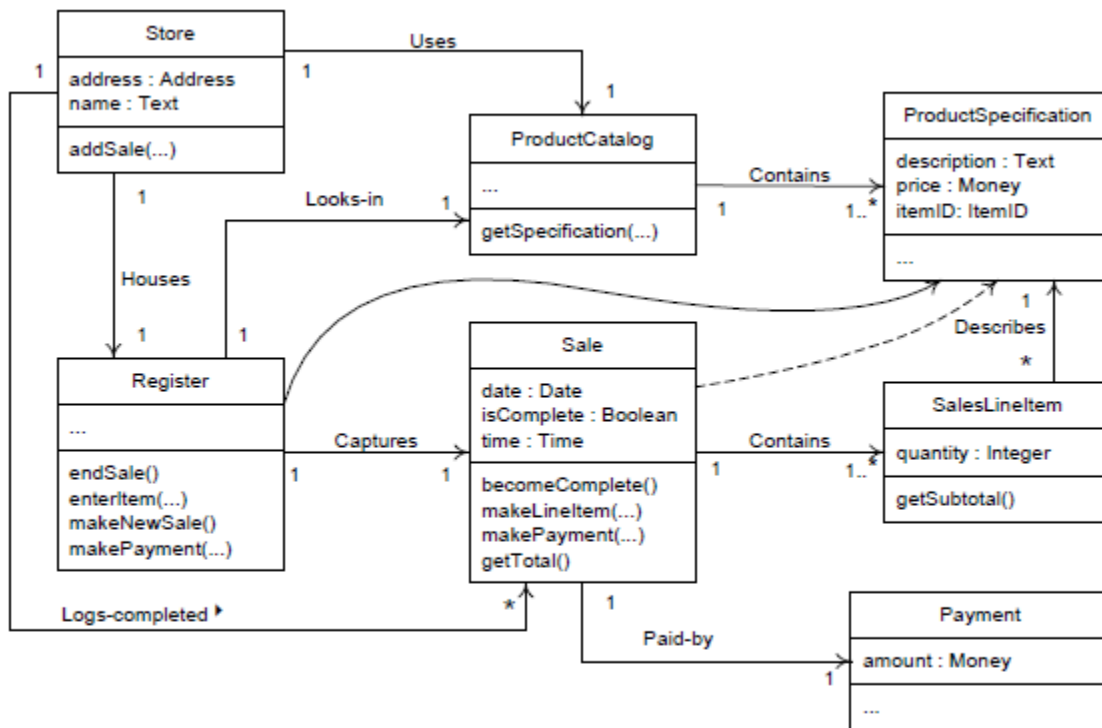 Store
address : Address
name : Text
addSale(...)
1
1
Uses
1
ProductCatalog
...
getSpecification(...)
ProductSpecification
description : Text
price : Money
itemID: ItemID
...
Contains
1
1..*
1
Houses
1
Looks-in
1
1
Register
...
endSale()
enterItem(...)
makeNewSale()
makePayment(...)
Captures
1
1
Sale
date : Date
isComplete : Boolean
time : Time
becomeComplete()
makeLineItem(...)
makePayment(...)
getTotal()
1
Describes
*
SalesLineItem
quantity : Integer
getSubtotal()
Contains
1
1..*
Logs-completed
*
1
Paid-by
1
Payment
amount : Money
...